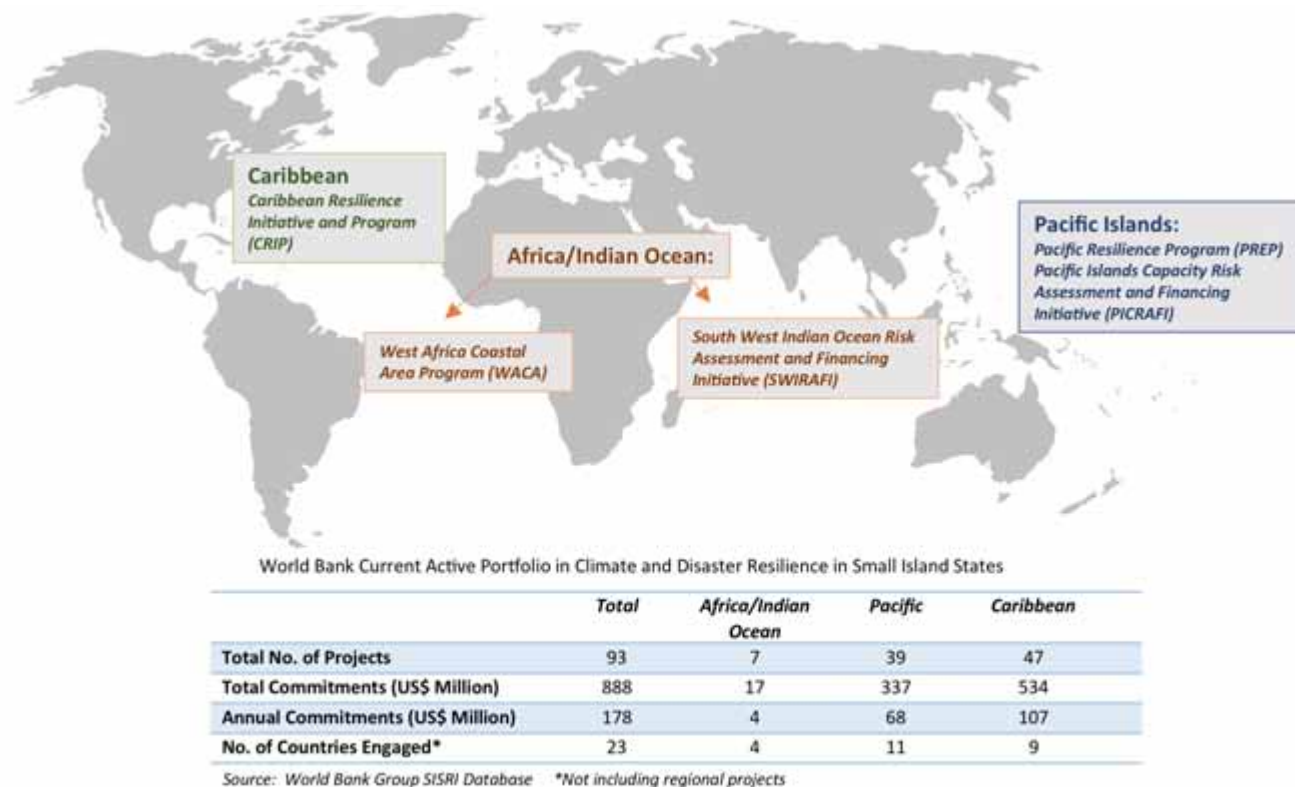 Caribbean
Caribbean Resilience
Initiative and Program
(CRIP)
Africa/Indian Ocean:
Pacific Islands:
Pacific Resilience Program (PREP)
Pacific Islands Capacity Risk
Assessment and Financing
Initiative (PICRAFI)
West Africa Coastal
Area Program (WACA)
South West Indian Ocean Risk
Assessment and Financing
Initiative (SWIRAFI)
World Bank Current Active Portfolio in Climate and Disaster Resilience in Small Island States
Total Africa/Indian Pacific Caribbean
Ocean
Total No. of Projects 93 7 39 47
Total Commitments (US$ Million) 888 17 337 534
Annual Commitments (US$ Million) 178 4 68 107
No. of Countries Engaged* 23 4 11 9
Source: World Bank Group SISRI Database *Not including regional projects